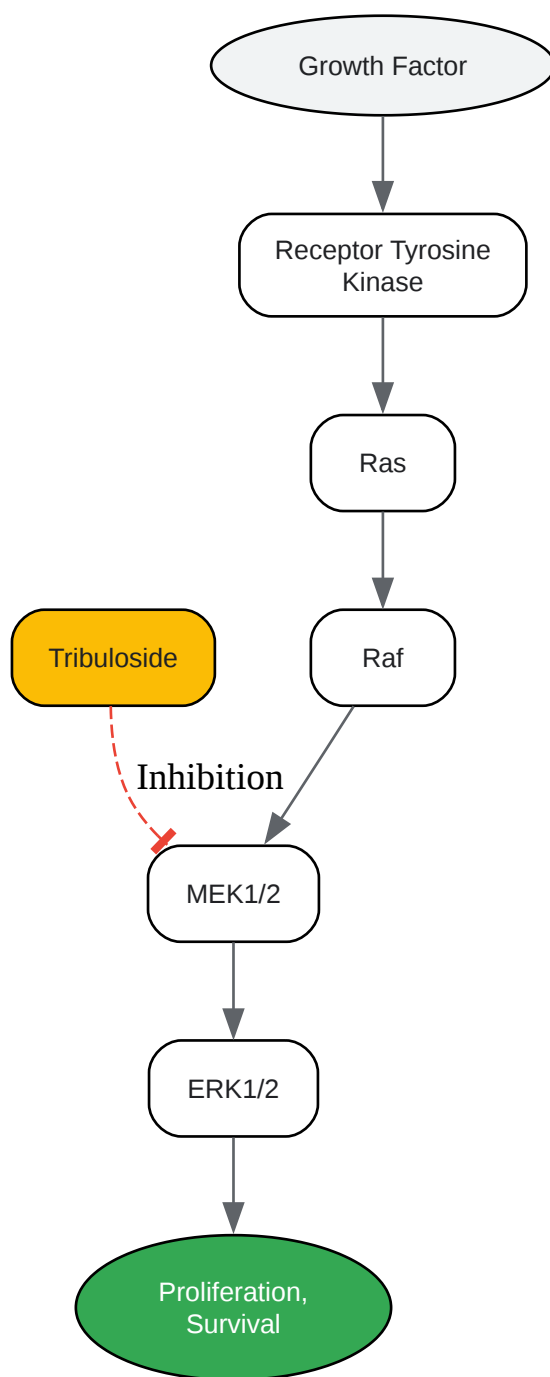 Growth Factor
Receptor Tyrosine
Kinase
Ras
Tribuloside
Raf
Inhibition
MEK1/2
ERK1/2
Proliferation,
Survival